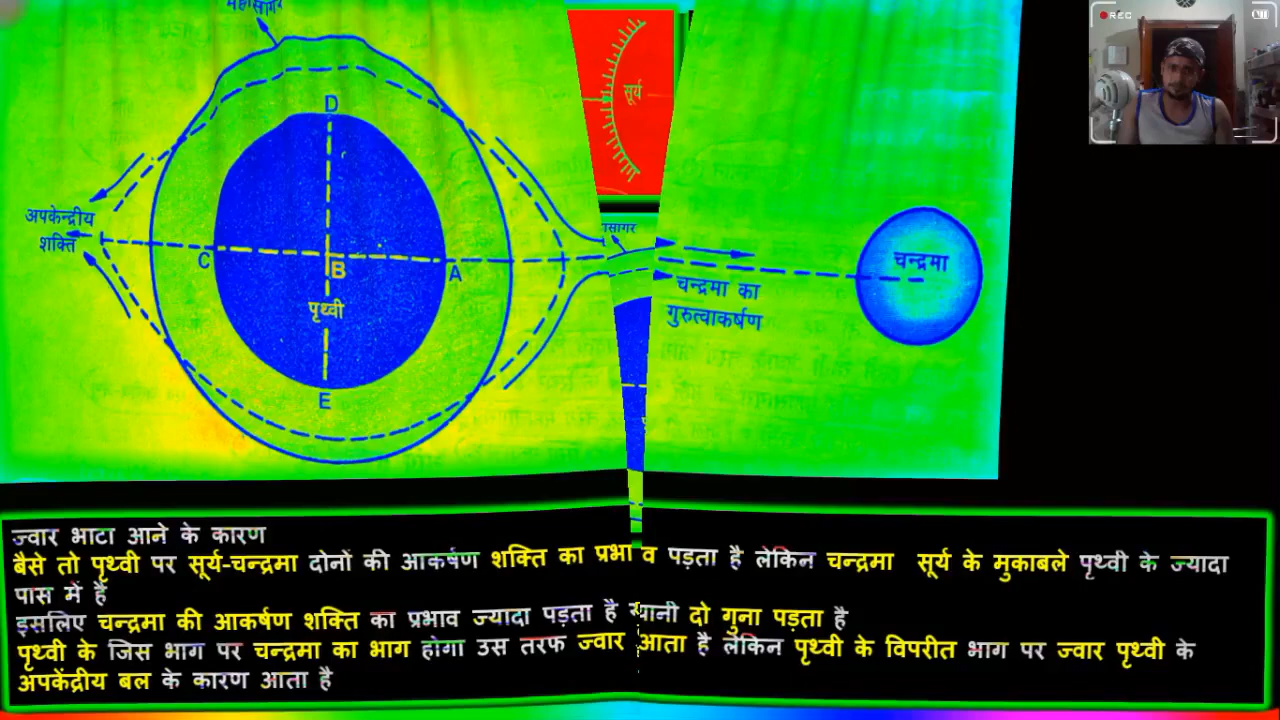 महासागर
REC
सूर्य
D
अपकेन्द्रीय
शक्ति
C
B
A
पृथ्वी
E
सागर
चन्द्रमा का
गुरुत्वाकर्षण
चन्द्रमा
ज्वार भाटा आने के कारण
बैसे तो पृथ्वी पर सूर्य-चन्द्रमा दोनों की आकर्षण शक्ति का प्रभाव पड़ता है लेकिन चन्द्रमा सूर्य के मुकाबले पृथ्वी के ज्यादा
पास में हैं
इसलिए चन्द्रमा की आकर्षण शक्ति का प्रभाव ज्यादा पड़ता है यानी दो गुना पड़ता है
पृथ्वी के जिस भाग पर चन्द्रमा का भाग होगा उस तरफ ज्वार आता है लेकिन पृथ्वी के विपरीत भाग पर ज्वार पृथ्वी के
अपकेंद्रीय बल के कारण आता है